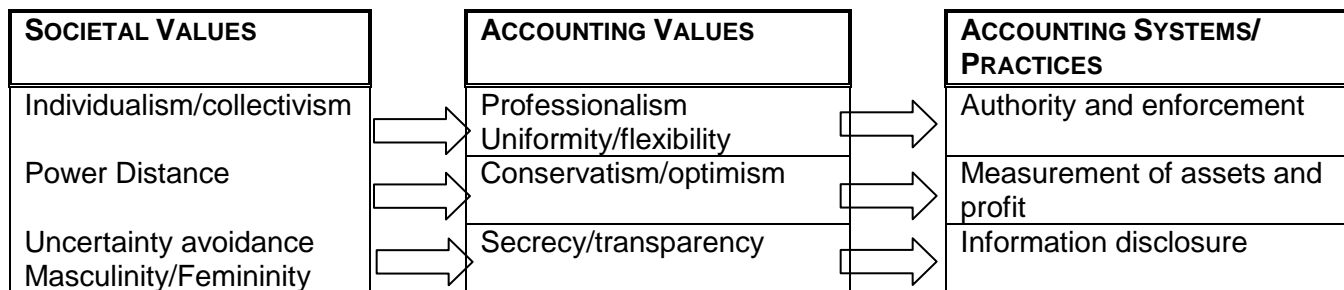 SOCIETAL VALUES
Individualism/collectivism
Power Distance
Uncertainty avoidance
Masculinity/Femininity
ACCOUNTING VALUES
Professionalism
Uniformity/flexibility
Conservatism/optimism
Secrecy/transparency
ACCOUNTING SYSTEMS/
PRACTICES
Authority and enforcement
Measurement of assets and
profit
Information disclosure